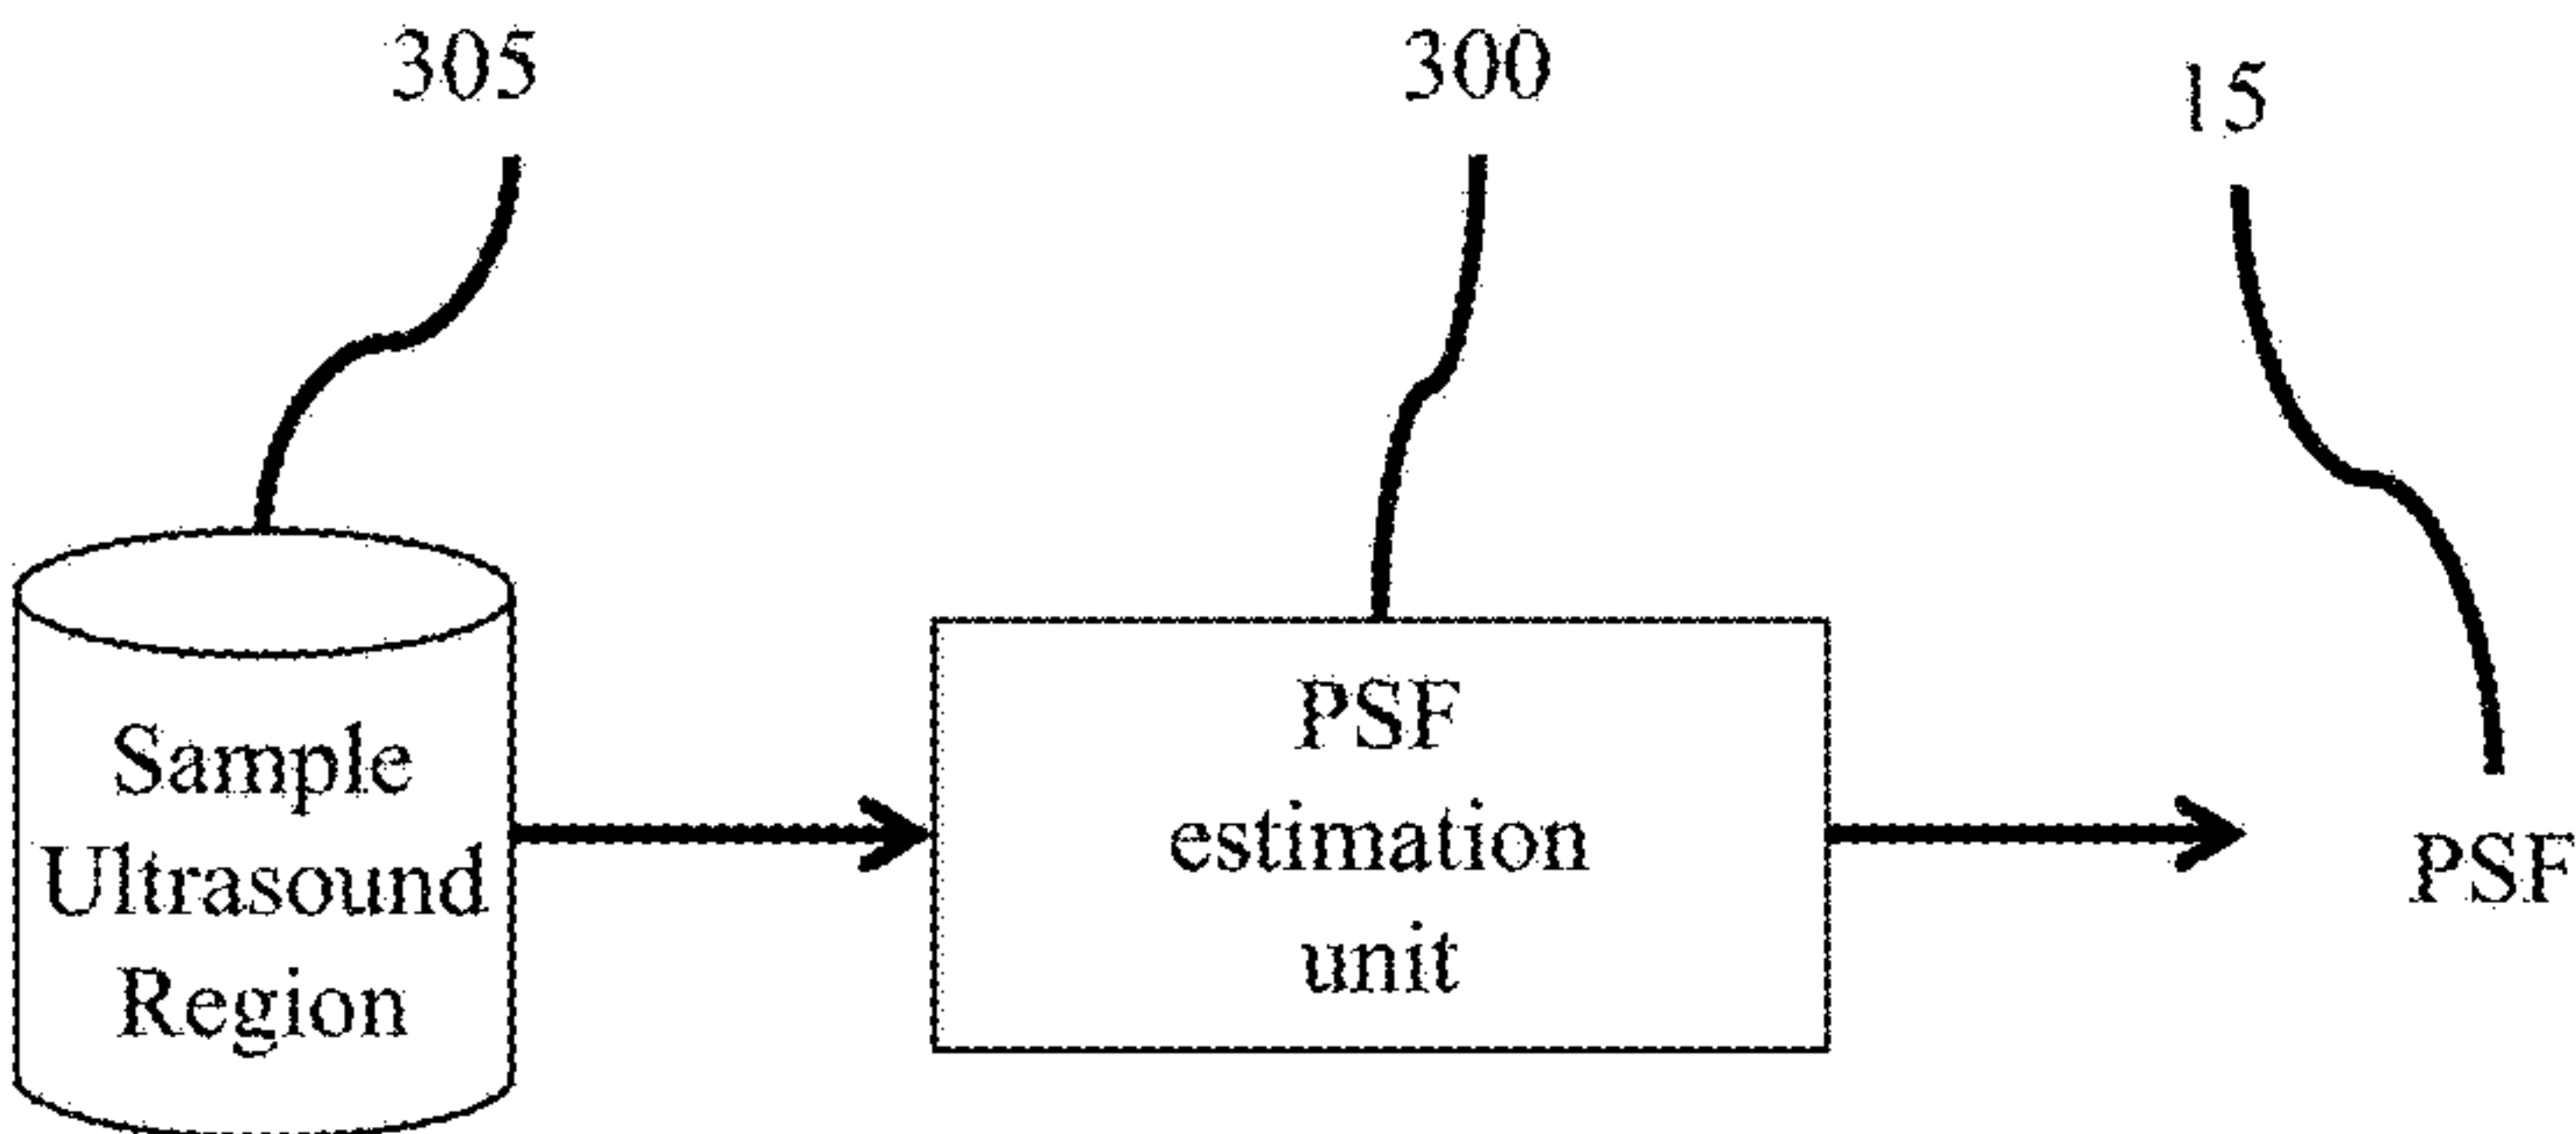 305
300
15
Sample
Ultrasound
Region
PSF
estimation
unit
PSF